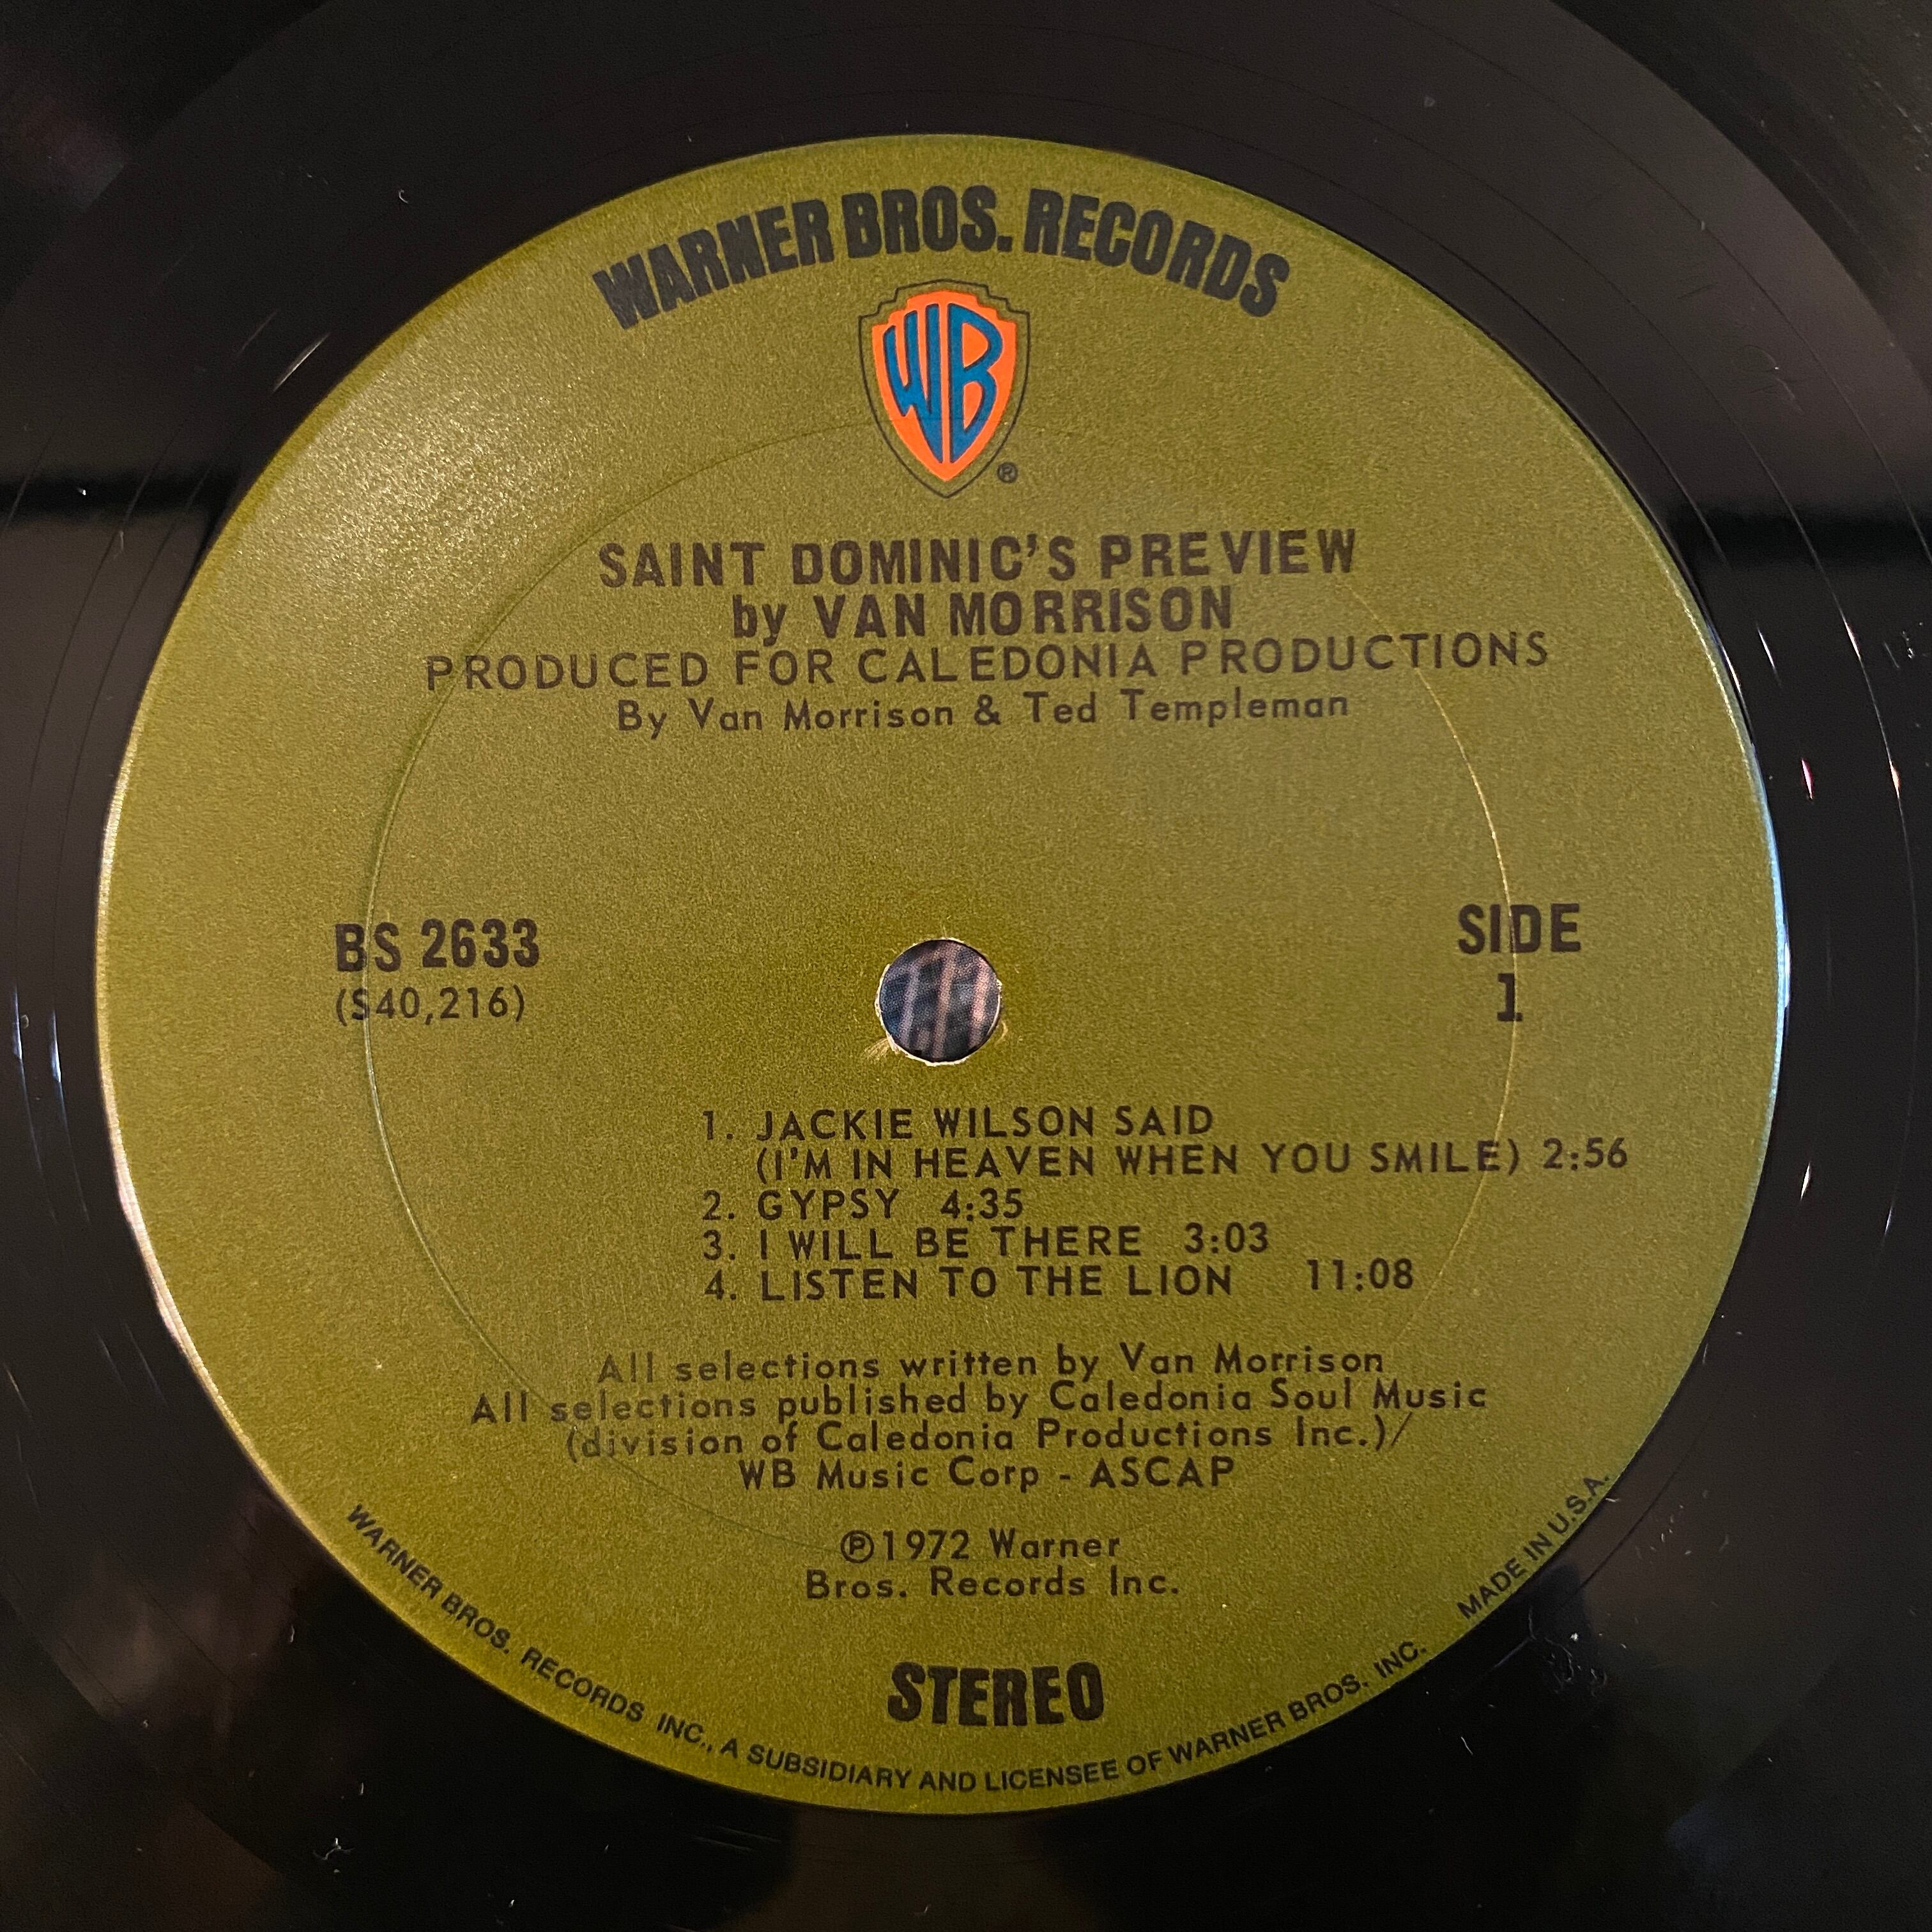 WARNER BROS. RECORDS
WB
®
SAINT DOMINIC'S PREVIEW
by VAN MORRISON
PRODUCED FOR CALEDONIA PRODUCTIONS
By Van Morrison & Ted Templeman
BS 2633
(S40,216)
SIDE
1
1. JACKIE WILSON SAID
(I'M IN HEAVEN WHEN YOU SMILE) 2:56
2. GYPSY 4:35
3. I WILL BE THERE 3:03
4. LISTEN TO THE LION 11:08
All selections written by Van Morrison
All selections published by Caledonia Soul Music
(division of Caledonia Productions Inc.)/
WB Music Corp - ASCAP
℗1972 Warner
Bros. Records Inc.
STEREO
WARNER BROS. RECORDS INC., A SUBSIDIARY AND LICENSEE OF WARNER BROS. INC. MADE IN U.S.A.